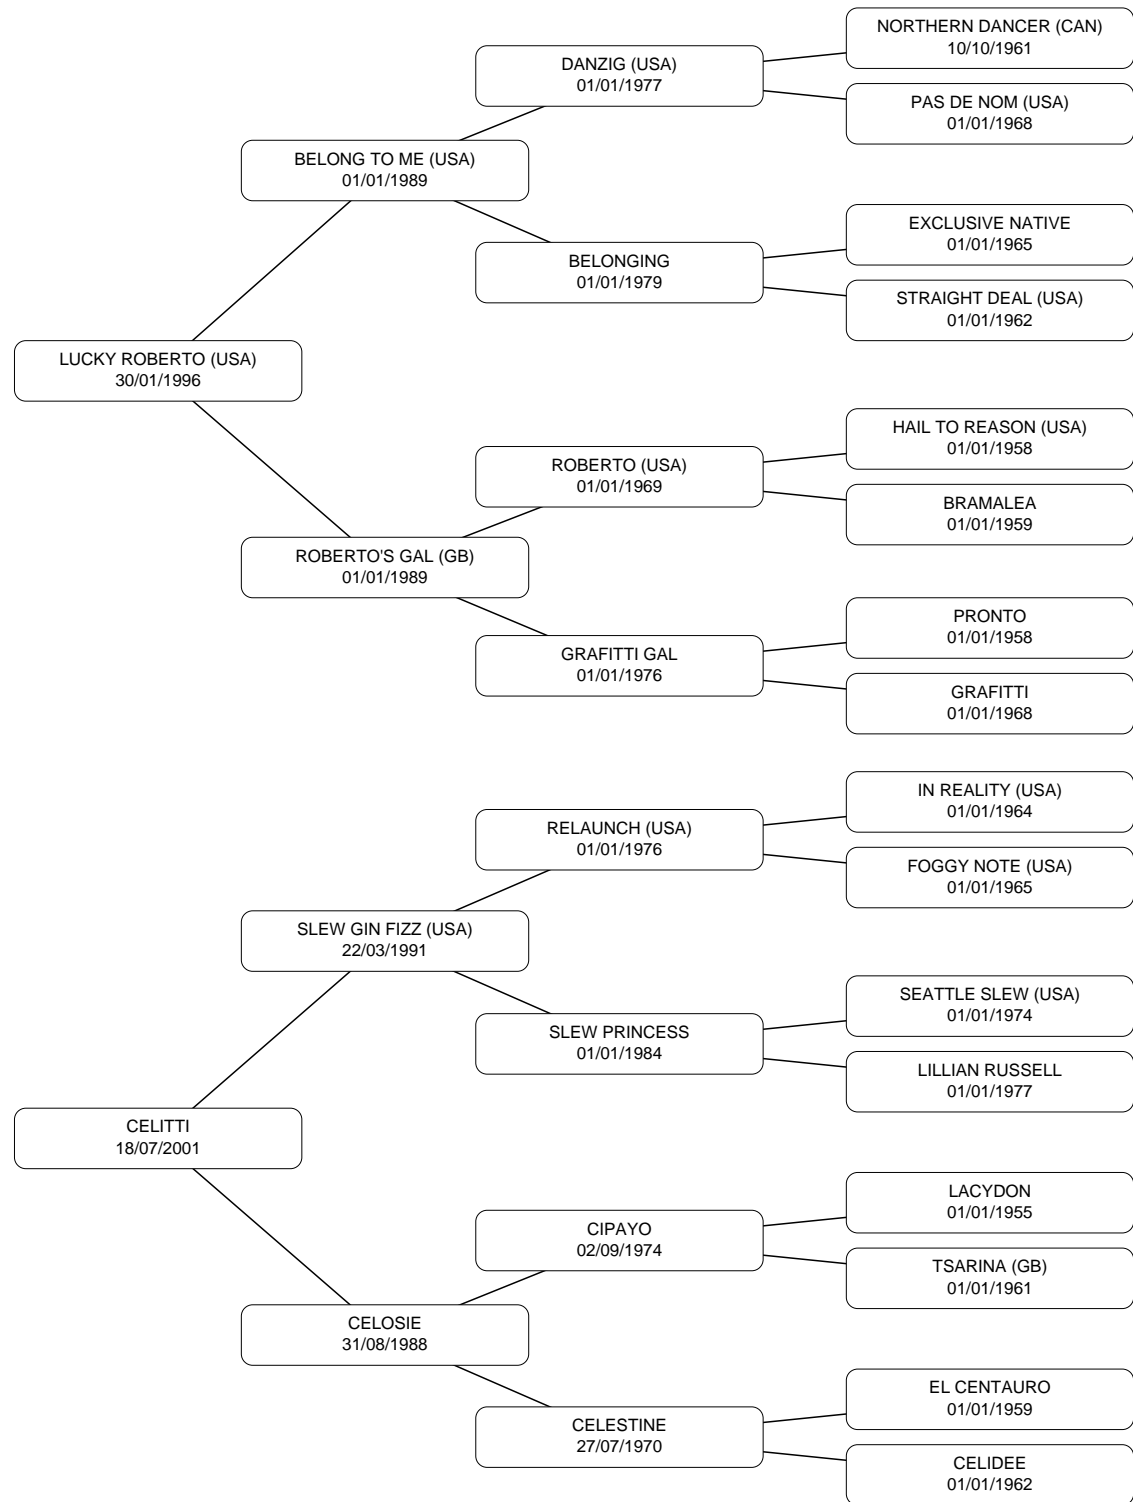 NORTHERN DANCER (CAN)
10/10/1961
DANZIG (USA)
01/01/1977
PAS DE NOM (USA)
01/01/1968
BELONG TO ME (USA)
01/01/1989
EXCLUSIVE NATIVE
01/01/1965
BELONGING
01/01/1979
STRAIGHT DEAL (USA)
01/01/1962
LUCKY ROBERTO (USA)
30/01/1996
HAIL TO REASON (USA)
01/01/1958
ROBERTO (USA)
01/01/1969
BRAMALEA
01/01/1959
ROBERTO'S GAL (GB)
01/01/1989
PRONTO
01/01/1958
GRAFITTI GAL
01/01/1976
GRAFITTI
01/01/1968
IN REALITY (USA)
01/01/1964
RELAUNCH (USA)
01/01/1976
FOGGY NOTE (USA)
01/01/1965
SLEW GIN FIZZ (USA)
22/03/1991
SEATTLE SLEW (USA)
01/01/1974
SLEW PRINCESS
01/01/1984
LILLIAN RUSSELL
01/01/1977
CELITTI
18/07/2001
LACYDON
01/01/1955
CIPAYO
02/09/1974
TSARINA (GB)
01/01/1961
CELOSIE
31/08/1988
EL CENTAURO
01/01/1959
CELESTINE
27/07/1970
CELIDEE
01/01/1962